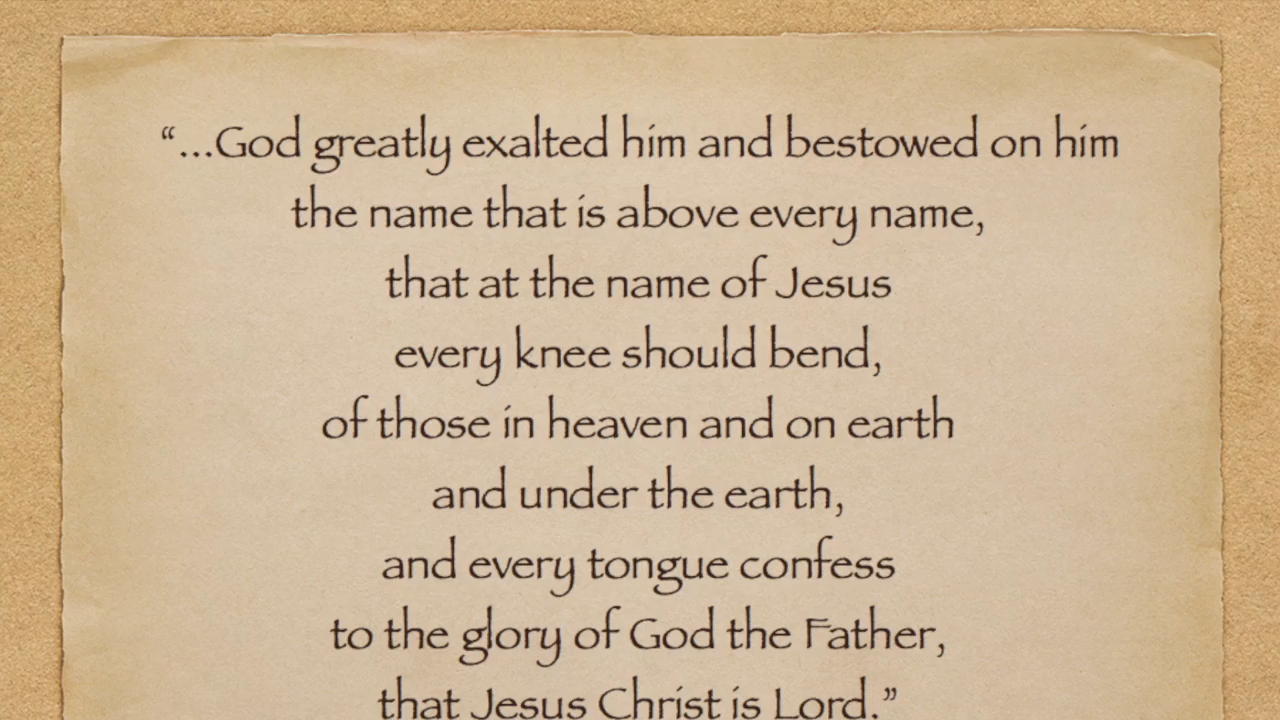 “...God greatly exalted him and bestowed on him
the name that is above every name,
that at the name of Jesus
every knee should bend,
of those in heaven and on earth
and under the earth,
and every tongue confess
to the glory of God the Father,
that Jesus Christ is Lord.”